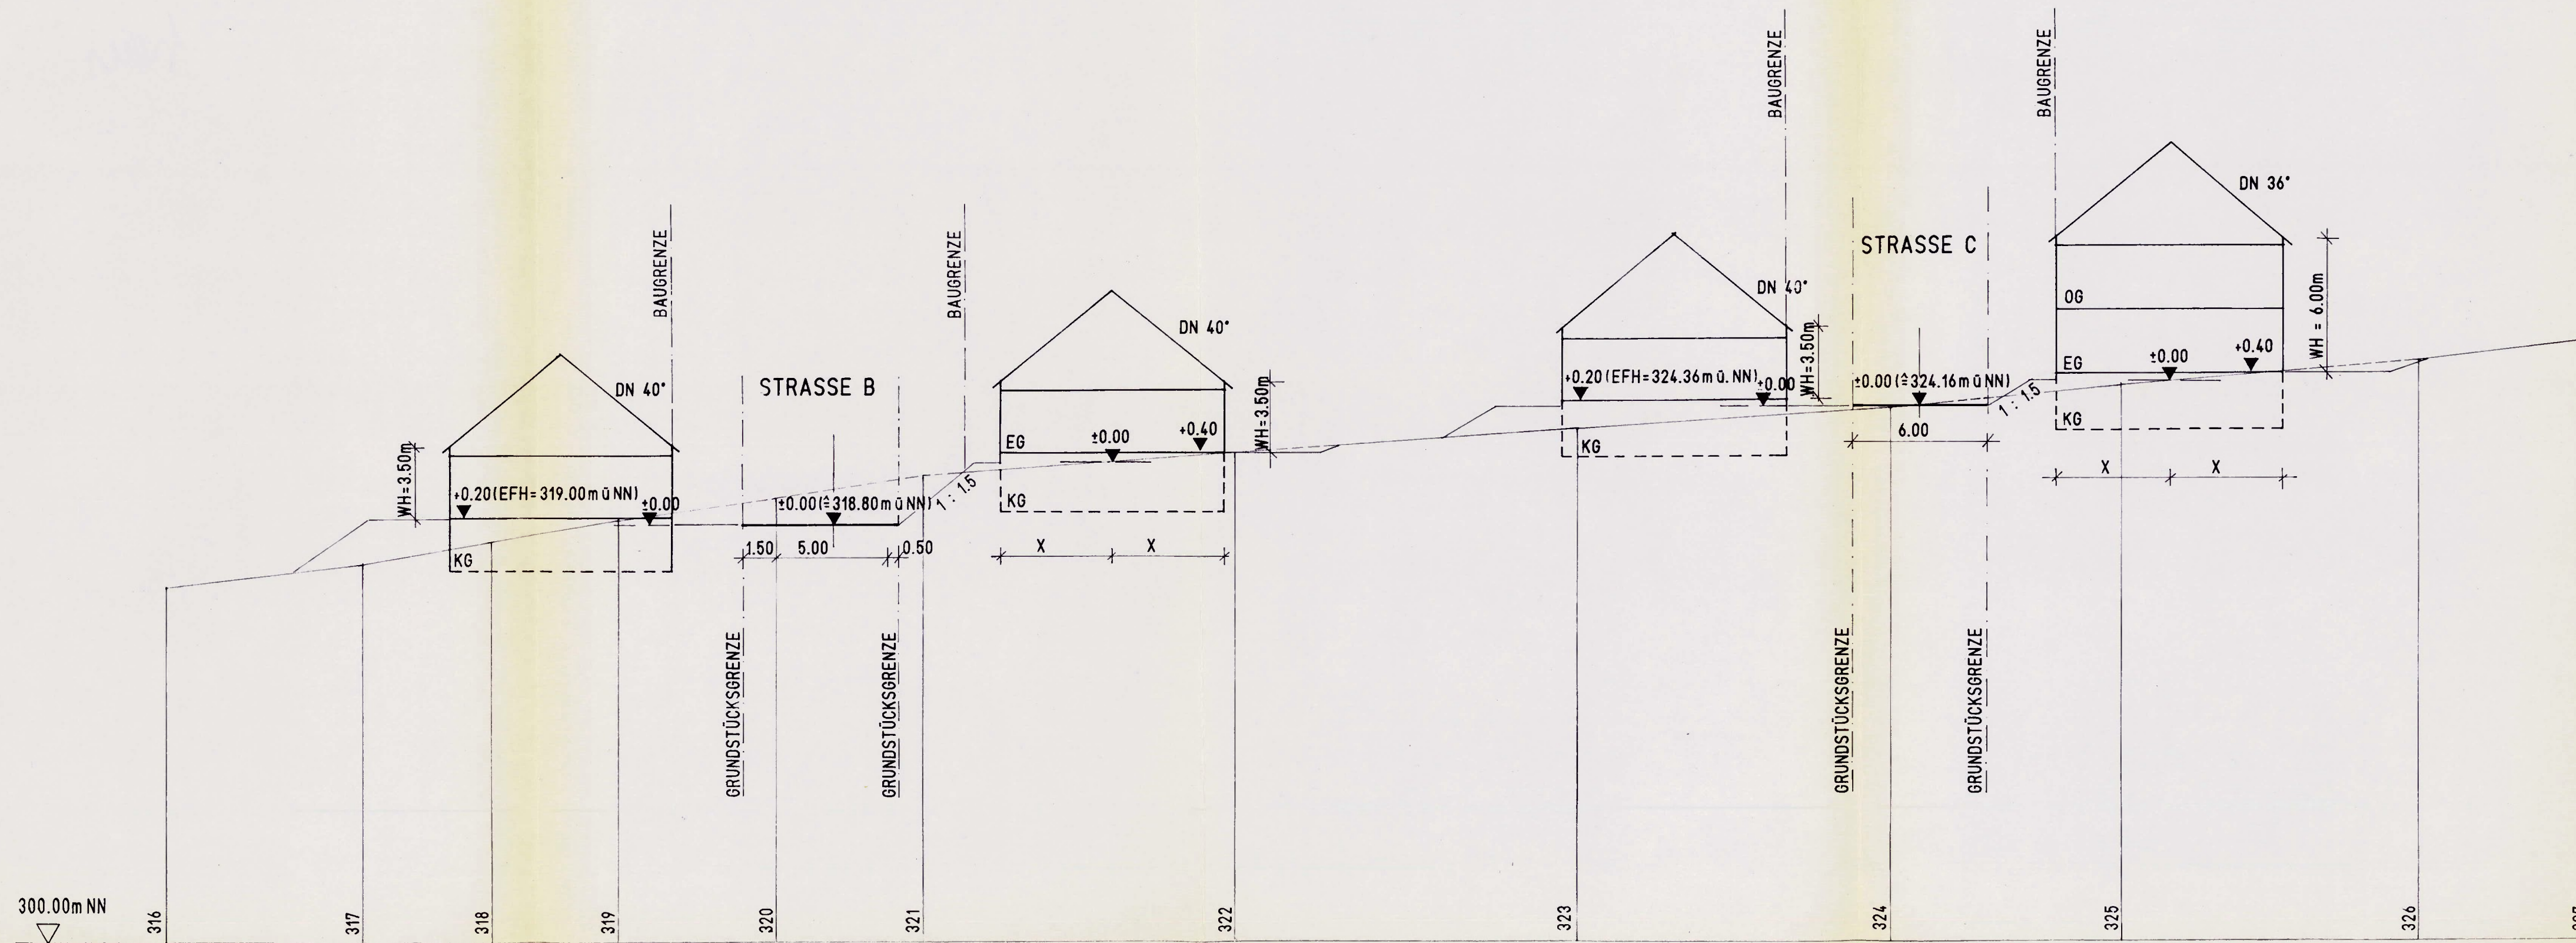 BAUGRENZE
BAUGRENZE
DN 36°
BAUGRENZE
BAUGRENZE
STRASSE C
DN 40°
OG
WH = 6.00m
DN 40°
WH=3.50m
+0.20 (EFH=324.36m ü. NN)
±0.00
±0.00 (≙324.16m ü NN)
EG
±0.00
+0.40
1 : 1.5
KG
6.00
KG
X
X
STRASSE B
DN 40°
WH=3.50m
EG
±0.00
+0.40
WH=3.50m
+0.20 (EFH=319.00m ü NN)
±0.00
±0.00 (≙318.80m ü NN)
1 : 1.5
KG
1.50
5.00
0.50
X
X
KG
GRUNDSTÜCKSGRENZE
GRUNDSTÜCKSGRENZE
GRUNDSTÜCKSGRENZE
GRUNDSTÜCKSGRENZE
300.00m NN
316
317
318
319
320
321
322
323
324
325
326